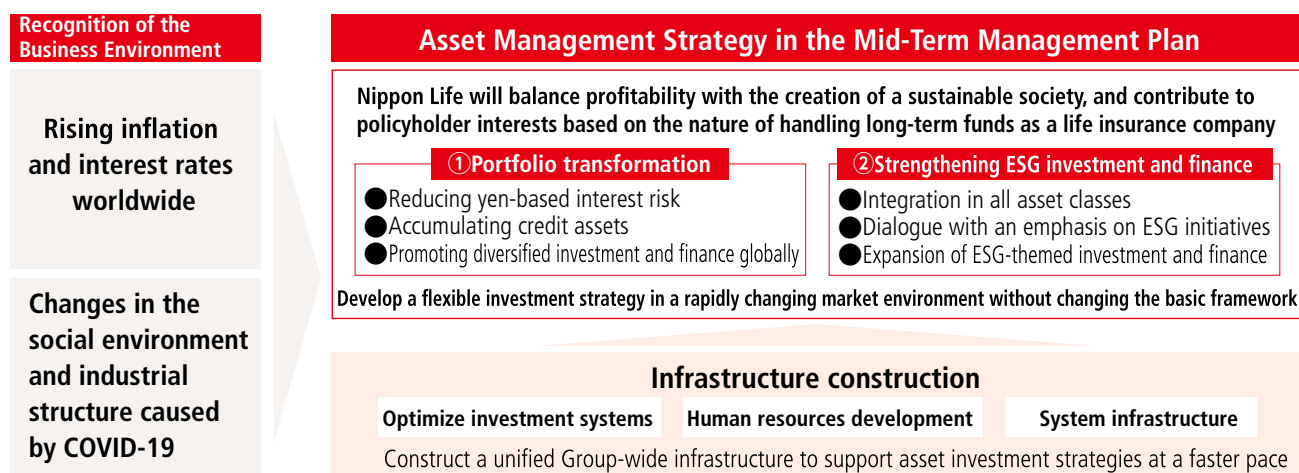 Recognition of the
Business Environment
Rising inflation
and interest rates
worldwide
Changes in the
social environment
and industrial
structure caused
by COVID-19
Asset Management Strategy in the Mid-Term Management Plan
Nippon Life will balance profitability with the creation of a sustainable society, and contribute to
policyholder interests based on the nature of handling long-term funds as a life insurance company
①Portfolio transformation
●Reducing yen-based interest risk
●Accumulating credit assets
●Promoting diversified investment and finance globally
②Strengthening ESG investment and finance
●Integration in all asset classes
●Dialogue with an emphasis on ESG initiatives
●Expansion of ESG-themed investment and finance
Develop a flexible investment strategy in a rapidly changing market environment without changing the basic framework
Infrastructure construction
Optimize investment systems
Human resources development
System infrastructure
Construct a unified Group-wide infrastructure to support asset investment strategies at a faster pace